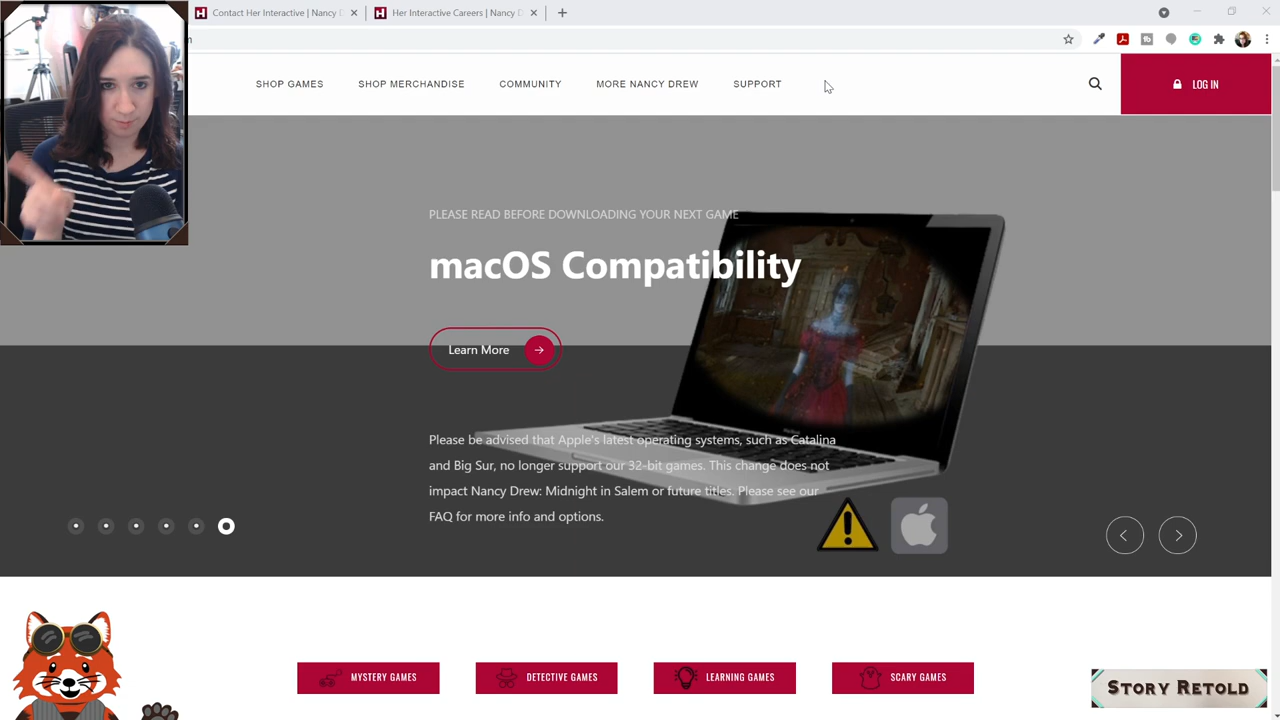 Contact Her Interactive | Nancy D
Her Interactive Careers | Nancy D
SHOP GAMES
SHOP MERCHANDISE
COMMUNITY
MORE NANCY DREW
SUPPORT
LOG IN
PLEASE READ BEFORE DOWNLOADING YOUR NEXT GAME
macOS Compatibility
Learn More
Please be advised that Apple's latest operating systems, such as Catalina
and Big Sur, no longer support our 32-bit games. This change does not
impact Nancy Drew: Midnight in Salem or future titles. Please see our
FAQ for more info and options.
MYSTERY GAMES
DETECTIVE GAMES
LEARNING GAMES
SCARY GAMES
STORY RETOLD